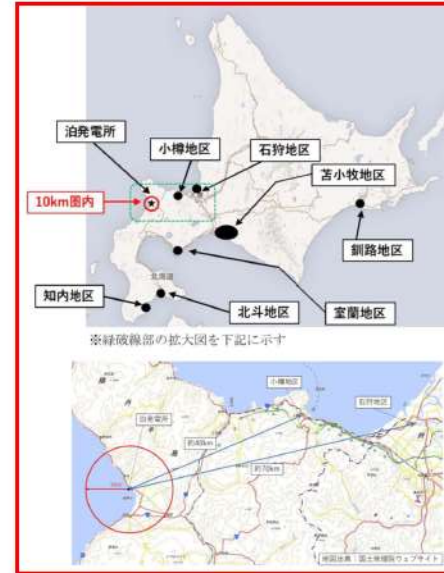 泊発電所
小樽地区
石狩地区
苫小牧地区
10km圏内
釧路地区
北海道
知内地区
北斗地区
室蘭地区
※緑破線部の拡大図を下記に示す
小樽地区
石狩地区
泊発電所
約40km
約70km
地図出典：国土地理院ウェブサイト